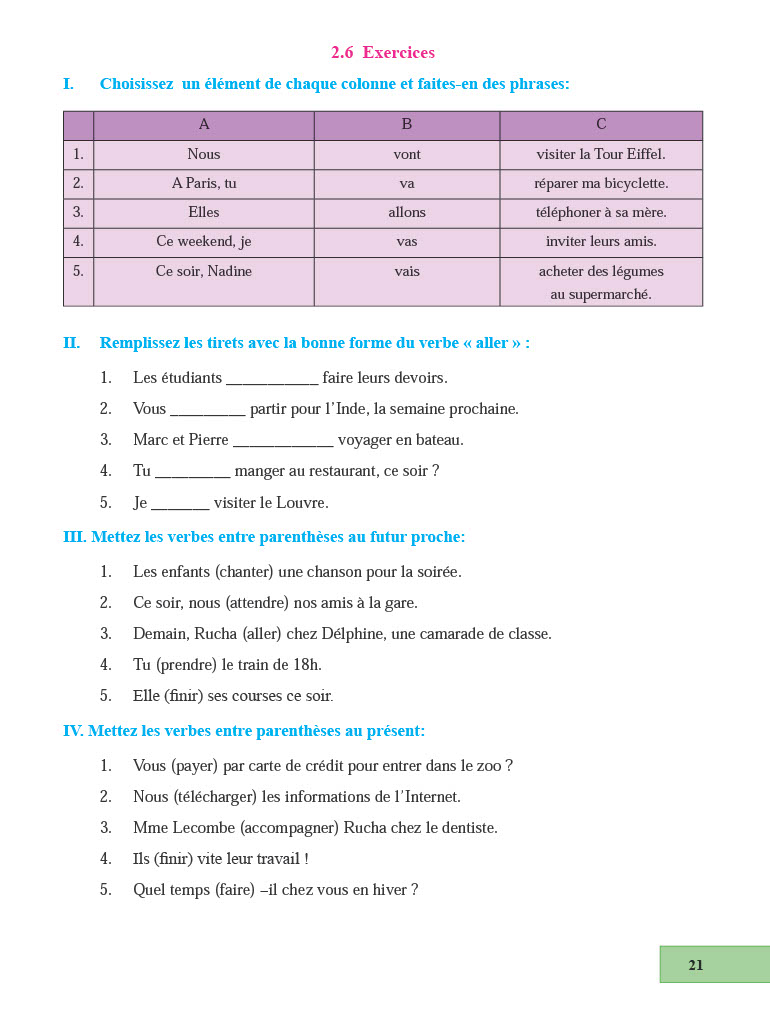 2.6 Exercices
I. Choisissez un élément de chaque colonne et faites-en des phrases:
A B C
1. Nous vont visiter la Tour Eiffel.
2. A Paris, tu va réparer ma bicyclette.
3. Elles allons téléphoner à sa mère.
4. Ce weekend, je vas inviter leurs amis.
5. Ce soir, Nadine vais acheter des légumes
au supermarché.
II. Remplissez les tirets avec la bonne forme du verbe « aller » :
1. Les étudiants ___________ faire leurs devoirs.
2. Vous _________ partir pour l'Inde, la semaine prochaine.
3. Marc et Pierre ____________ voyager en bateau.
4. Tu _________ manger au restaurant, ce soir ?
5. Je _______ visiter le Louvre.
III. Mettez les verbes entre parenthèses au futur proche:
1. Les enfants (chanter) une chanson pour la soirée.
2. Ce soir, nous (attendre) nos amis à la gare.
3. Demain, Rucha (aller) chez Délphine, une camarade de classe.
4. Tu (prendre) le train de 18h.
5. Elle (finir) ses courses ce soir.
IV. Mettez les verbes entre parenthèses au présent:
1. Vous (payer) par carte de crédit pour entrer dans le zoo ?
2. Nous (télécharger) les informations de l'Internet.
3. Mme Lecombe (accompagner) Rucha chez le dentiste.
4. Ils (finir) vite leur travail !
5. Quel temps (faire) –il chez vous en hiver ?
21